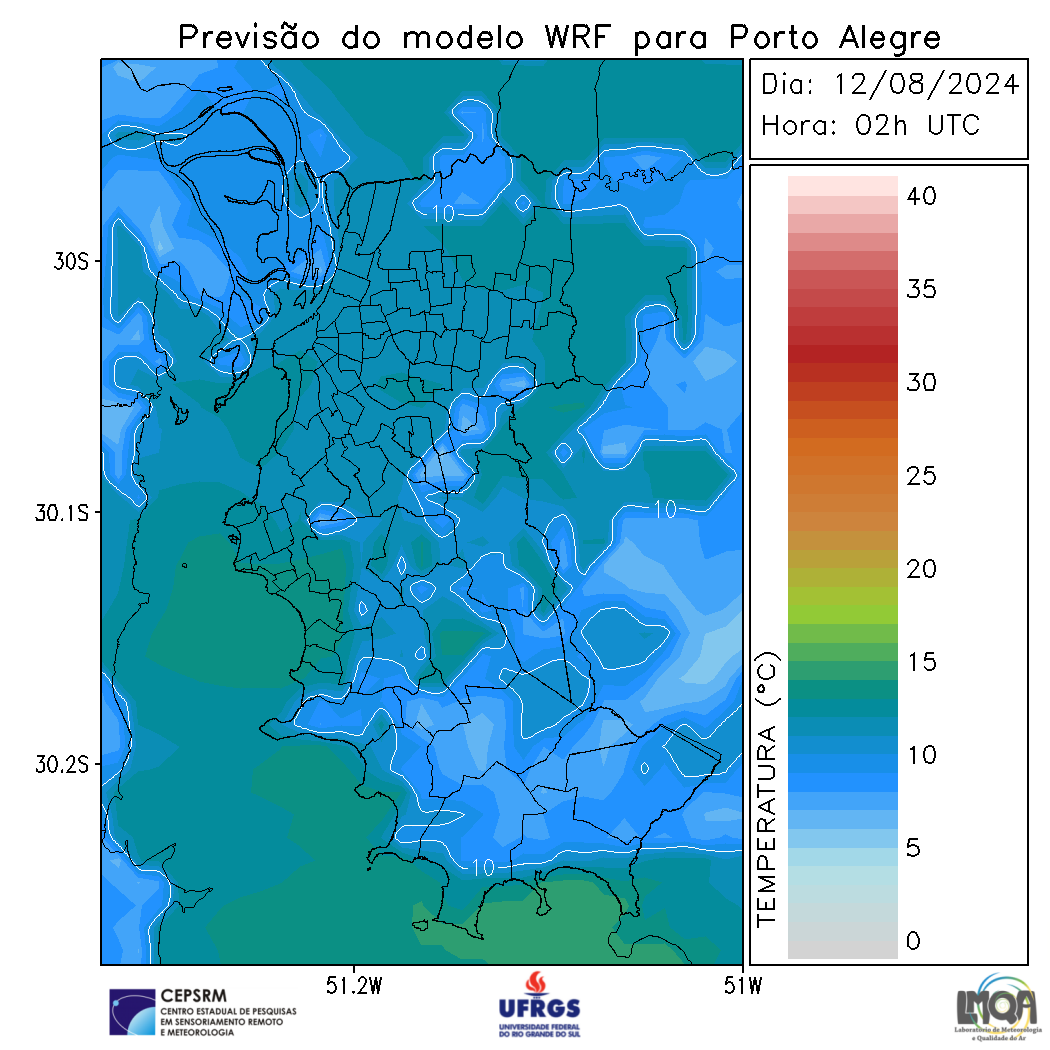 Previsão do modelo WRF para Porto Alegre
Dia: 12/08/2024
Hora: 02h UTC
40
35
30
25
20
15
10
5
0
TEMPERATURA (°C)
30S
30.1S
30.2S
10
10
10
51.2W
51W
CEPSRM
CENTRO ESTADUAL DE PESQUISAS
EM SENSORIAMENTO REMOTO
E METEOROLOGIA
UFRGS
UNIVERSIDADE FEDERAL
DO RIO GRANDE DO SUL
LMQA
Laboratório de Meteorologia
e Qualidade do Ar